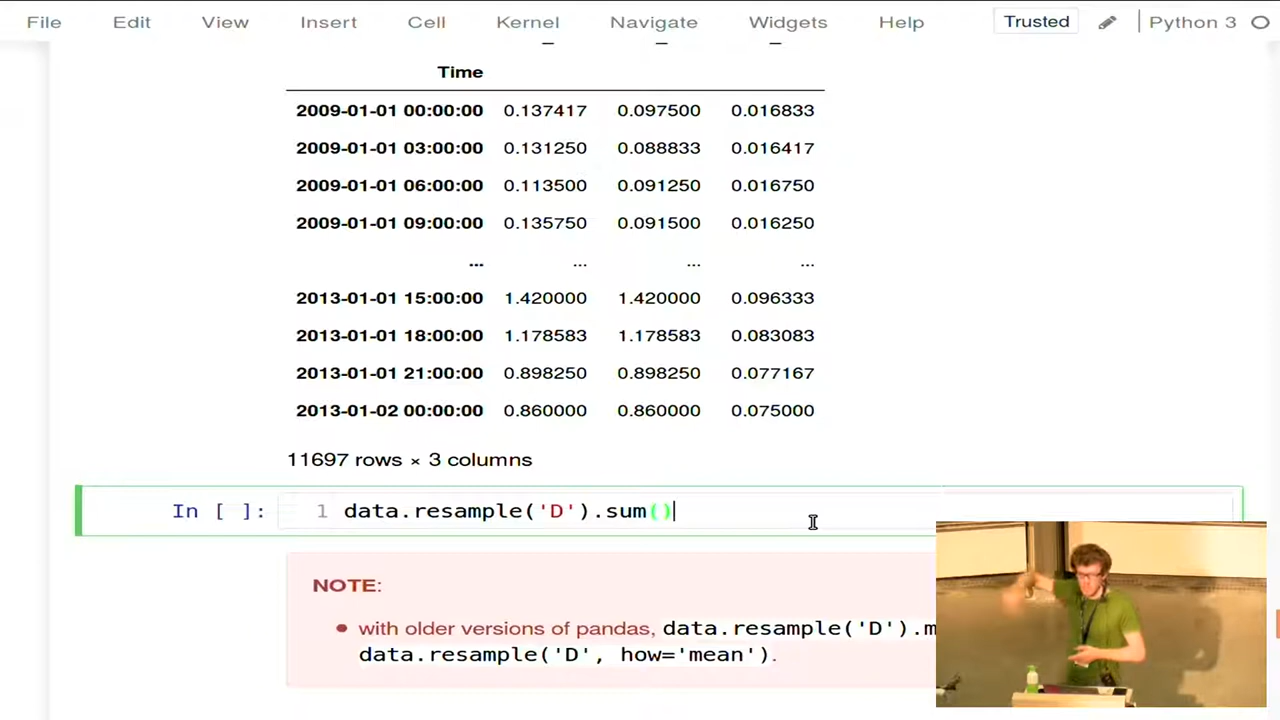 File Edit View Insert Cell Kernel Navigate Widgets Help Trusted Python 3
Time
2009-01-01 00:00:00 0.137417 0.097500 0.016833
2009-01-01 03:00:00 0.131250 0.088833 0.016417
2009-01-01 06:00:00 0.113500 0.091250 0.016750
2009-01-01 09:00:00 0.135750 0.091500 0.016250
... ... ... ...
2013-01-01 15:00:00 1.420000 1.420000 0.096333
2013-01-01 18:00:00 1.178583 1.178583 0.083083
2013-01-01 21:00:00 0.898250 0.898250 0.077167
2013-01-02 00:00:00 0.860000 0.860000 0.075000
11697 rows × 3 columns
In [ ]: 1 data.resample('D').sum()
NOTE:
• with older versions of pandas, data.resample('D').m
data.resample('D', how='mean').